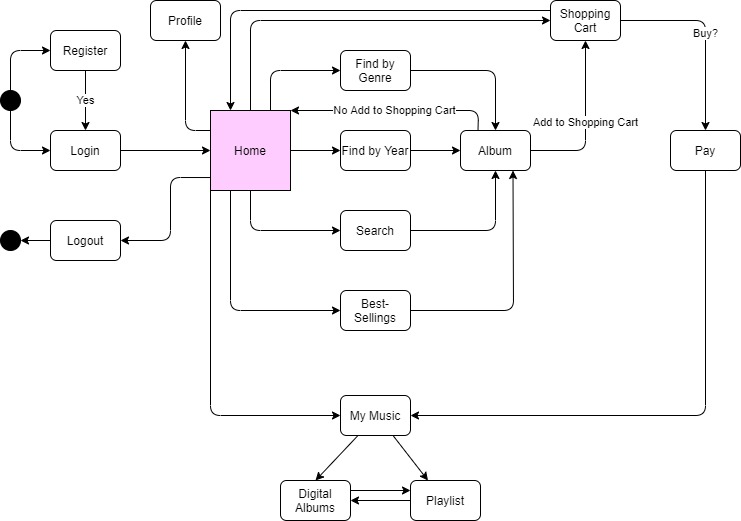 Profile
Shopping
Cart
Register
Buy?
Find by
Genre
Yes
No Add to Shopping Cart
Add to Shopping Cart
Login
Home
Find by Year
Album
Pay
Logout
Search
Best-
Sellings
My Music
Digital
Albums
Playlist